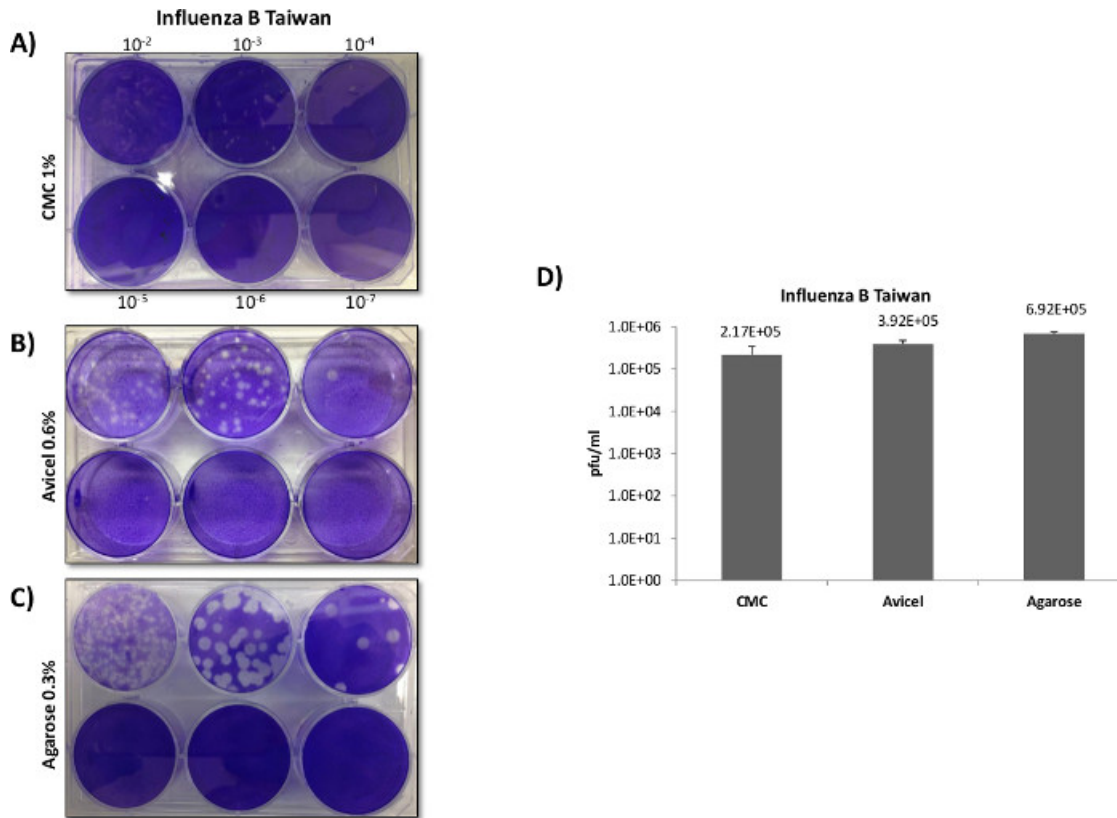 Influenza B Taiwan
A)
10-2
10-3
10-4
CMC 1%
10-5
10-6
10-7
B)
Avicel 0.6%
C)
Agarose 0.3%
D)
Influenza B Taiwan
2.17E+05
3.92E+05
6.92E+05
1.0E+06
1.0E+05
1.0E+04
1.0E+03
1.0E+02
1.0E+01
1.0E+00
pfu/ml
CMC
Avicel
Agarose